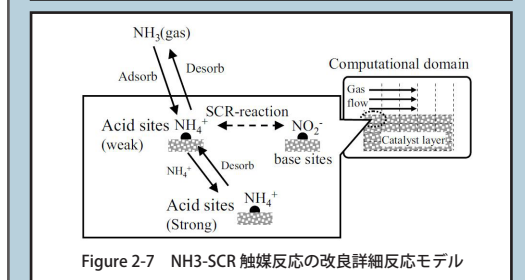 NH₃(gas)
Adsorb
Desorb
Computational domain
Gas
flow
Catalyst layer
SCR-reaction
Acid sites NH₄⁺
(weak)
NO₂⁻
base sites
NH₄⁺
Desorb
Acid sites NH₄⁺
(Strong)
Figure 2-7 NH3-SCR 触媒反応の改良詳細反応モデル